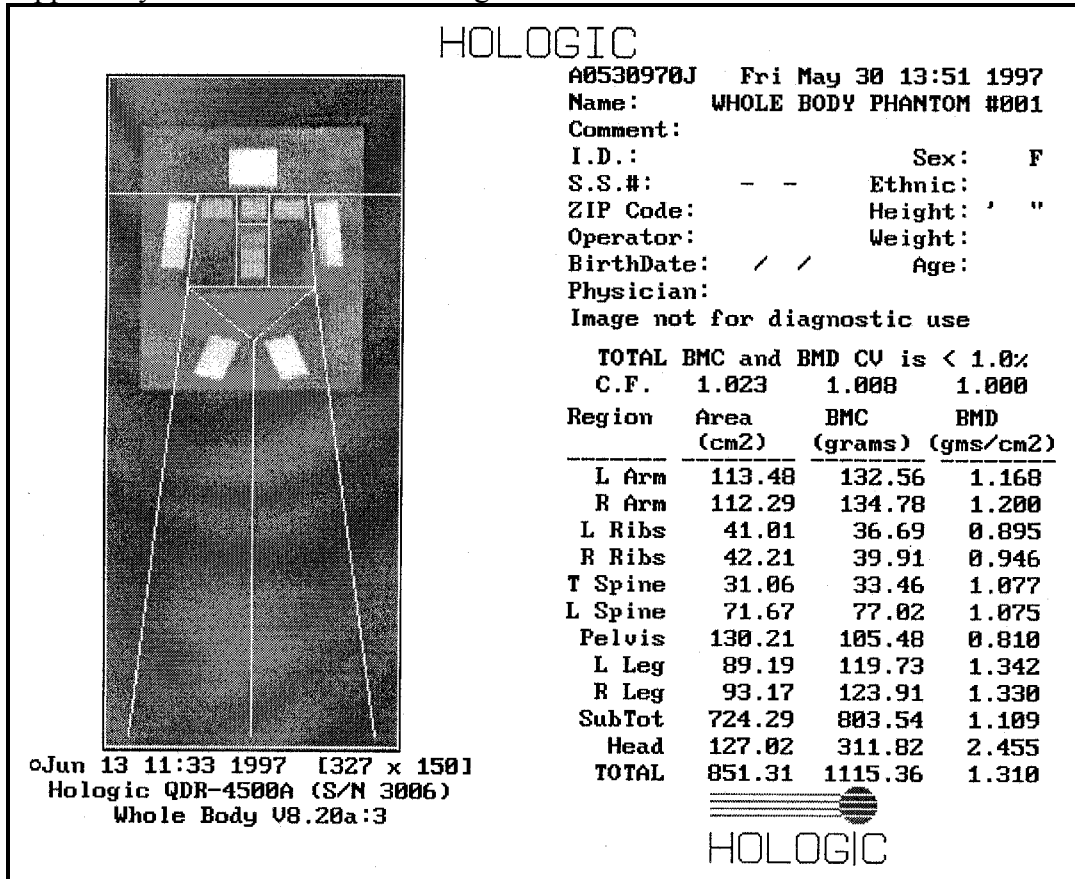 HOLOGIC
A0530970J Fri May 30 13:51 1997
Name: WHOLE BODY PHANTOM #001
Comment:
I.D.: Sex: F
S.S.#: - - Ethnic:
ZIP Code: Height: ' "
Operator: Weight:
BirthDate: / / Age:
Physician:
Image not for diagnostic use
TOTAL BMC and BMD CV is < 1.0%
C.F. 1.023 1.008 1.000
Region Area BMC BMD
(cm2) (grams) (gms/cm2)
L Arm 113.48 132.56 1.168
R Arm 112.29 134.78 1.200
L Ribs 41.01 36.69 0.895
R Ribs 42.21 39.91 0.946
T Spine 31.06 33.46 1.077
L Spine 71.67 77.02 1.075
Pelvis 130.21 105.48 0.810
L Leg 89.19 119.73 1.342
R Leg 93.17 123.91 1.330
SubTot 724.29 803.54 1.109
Head 127.02 311.82 2.455
TOTAL 851.31 1115.36 1.310
Jun 13 11:33 1997 [327 x 150]
Hologic QDR-4500A (S/N 3006)
Whole Body V8.20a:3
HOLOGIC